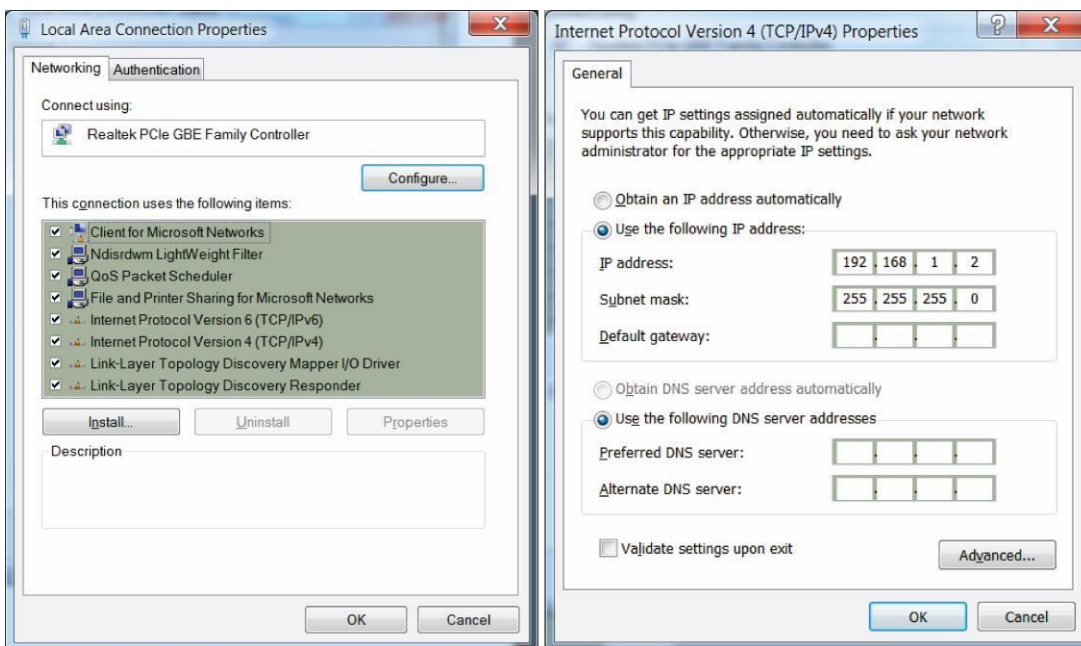 Local Area Connection Properties
Networking
Authentication
Connect using:
Realtek PCIe GBE Family Controller
Configure...
This connection uses the following items:
Client for Microsoft Networks
Ndisrdwm LightWeight Filter
QoS Packet Scheduler
File and Printer Sharing for Microsoft Networks
Internet Protocol Version 6 (TCP/IPv6)
Internet Protocol Version 4 (TCP/IPv4)
Link-Layer Topology Discovery Mapper I/O Driver
Link-Layer Topology Discovery Responder
Install...
Uninstall
Properties
Description
OK
Cancel
Internet Protocol Version 4 (TCP/IPv4) Properties
General
You can get IP settings assigned automatically if your network
supports this capability. Otherwise, you need to ask your network
administrator for the appropriate IP settings.
Obtain an IP address automatically
Use the following IP address:
IP address: 192 . 168 . 1 . 2
Subnet mask: 255 . 255 . 255 . 0
Default gateway: . . .
Obtain DNS server address automatically
Use the following DNS server addresses
Preferred DNS server: . . .
Alternate DNS server: . . .
Validate settings upon exit
Advanced...
OK
Cancel